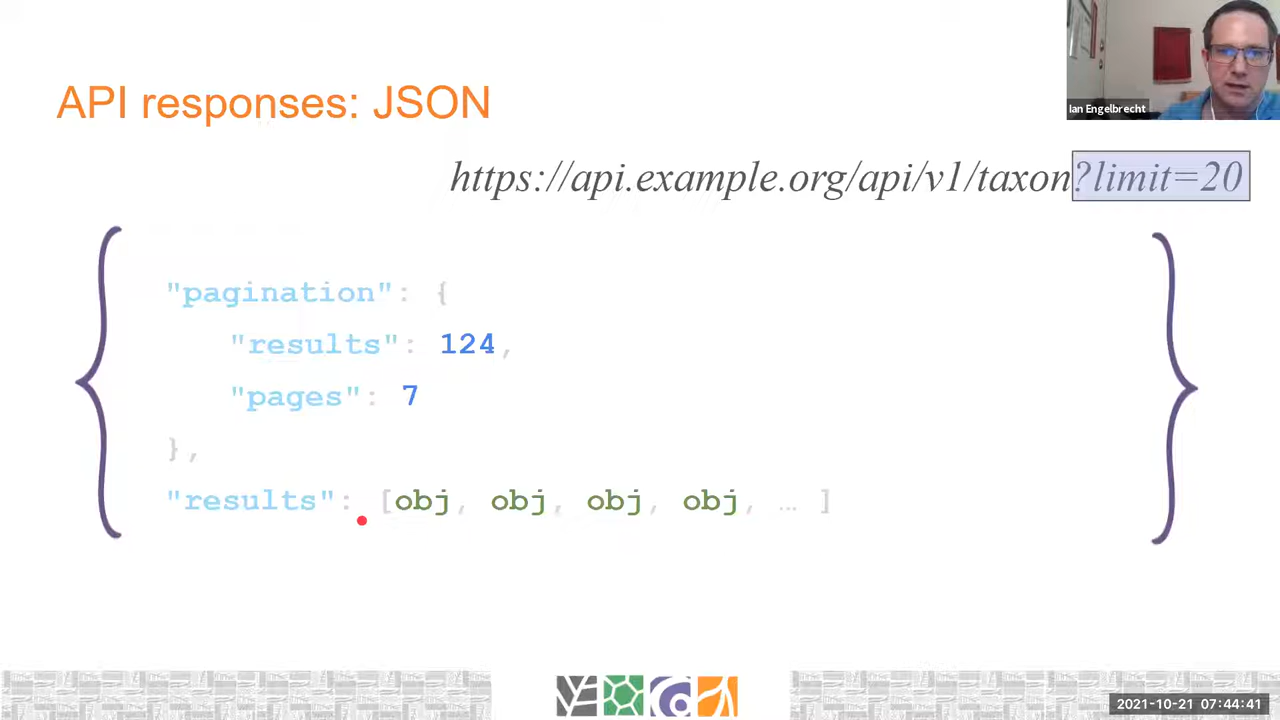 Ian Engelbrecht
API responses: JSON
https://api.example.org/api/v1/taxon?limit=20
{
"pagination": {
"results": 124,
"pages": 7
},
"results": [obj, obj, obj, obj, … ]
}
2021-10-21 07:44:41